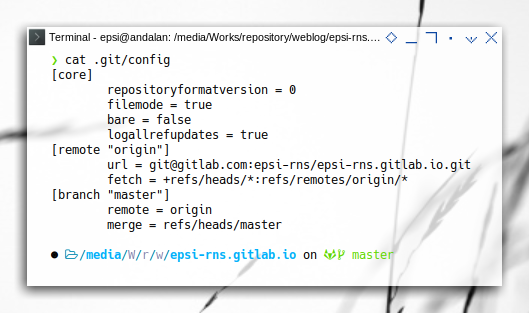 Terminal - epsi@andalan: /media/Works/repository/weblog/epsi-rns....
❯ cat .git/config
[core]
        repositoryformatversion = 0
        filemode = true
        bare = false
        logallrefupdates = true
[remote "origin"]
        url = git@gitlab.com:epsi-rns/epsi-rns.gitlab.io.git
        fetch = +refs/heads/*:refs/remotes/origin/*
[branch "master"]
        remote = origin
        merge = refs/heads/master
● /media/W/r/w/epsi-rns.gitlab.io on master